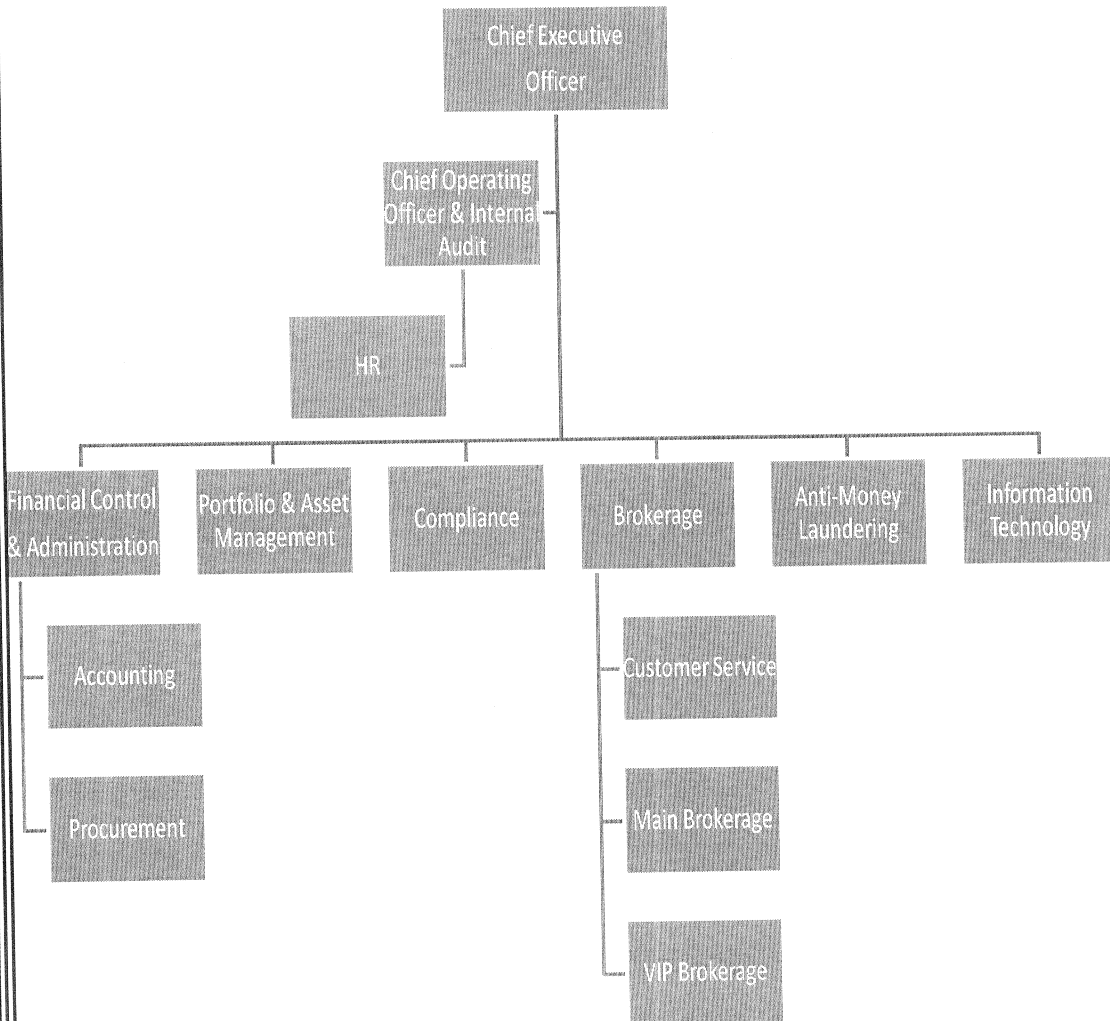 Chief Executive
Officer
Chief Operating
Officer & Internal
Audit
HR
Financial Control
& Administration
Portfolio & Asset
Management
Compliance
Brokerage
Anti-Money
Laundering
Information
Technology
Accounting
Procurement
Customer Service
Main Brokerage
VIP Brokerage